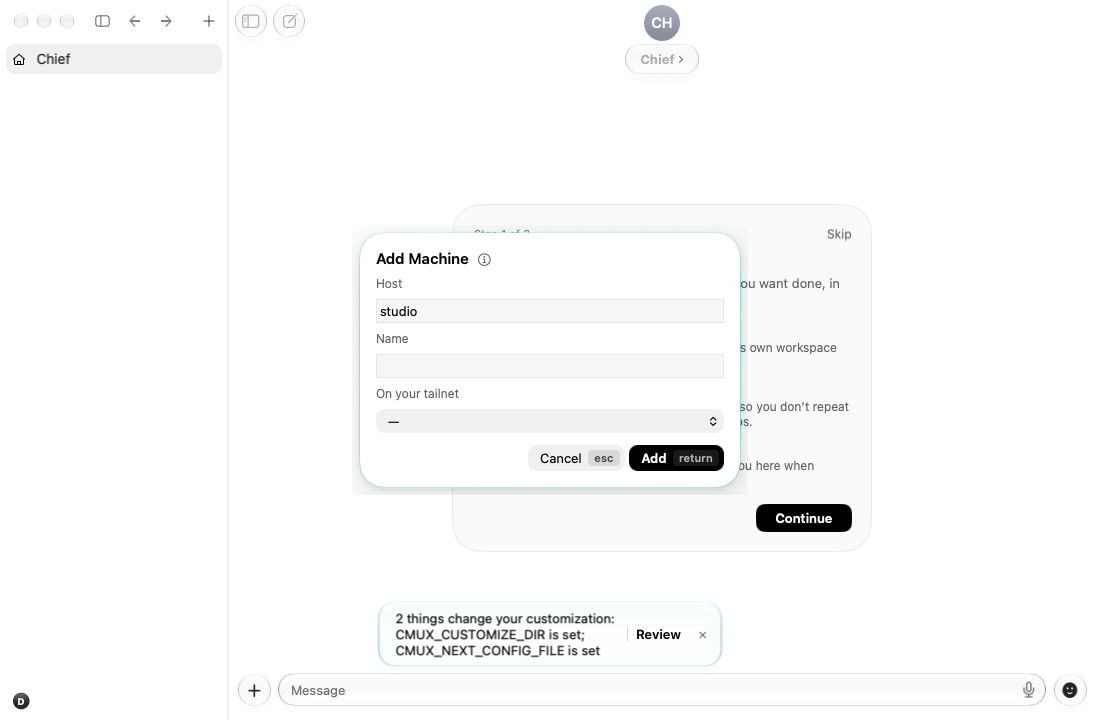 Chief
CH
Chief
Skip
ou want done, in
s own workspace
so you don't repeat
ou here when
Continue
Add Machine
Host
studio
Name
On your tailnet
—
Cancel esc
Add return
2 things change your customization:
CMUX_CUSTOMIZE_DIR is set;
CMUX_NEXT_CONFIG_FILE is set
Review
Message
D